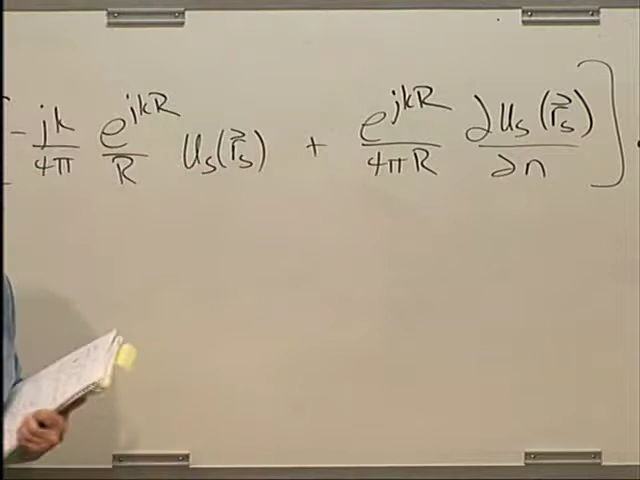 [ - jk/4π e^{jkR}/R U_s(r⃗_s) + e^{jkR}/4πR ∂U_s(r⃗_s)/∂n ] .